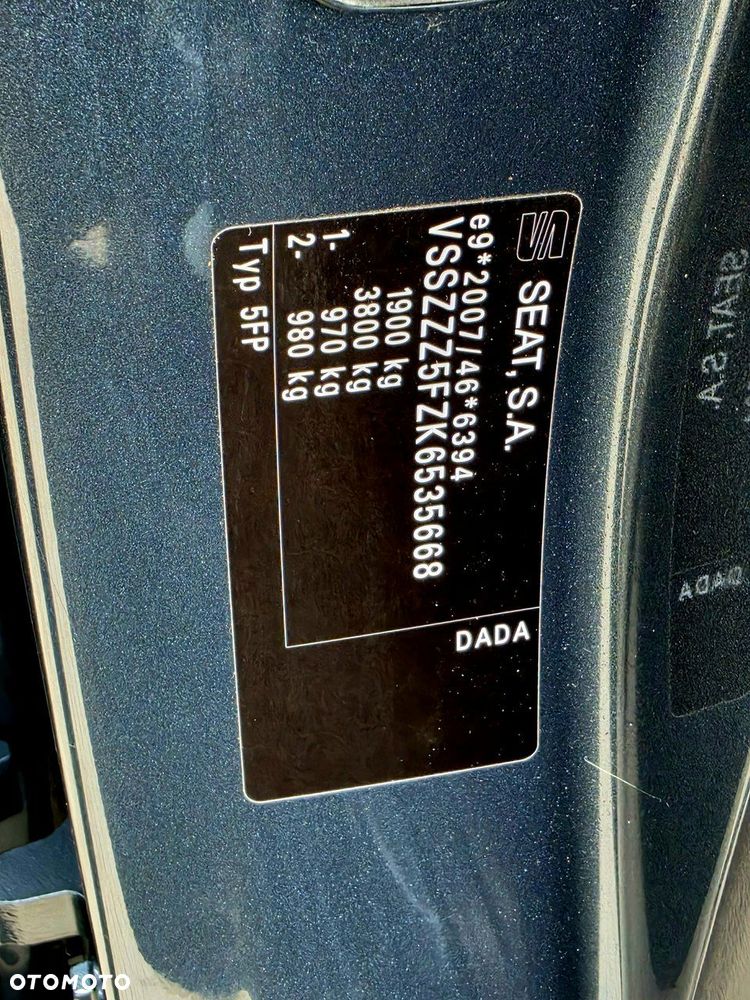 SEAT, S.A.
e9*2007/46*6394
VSSZZZ5FZK6535668
1900 kg
3800 kg
1- 970 kg
2- 980 kg
Typ 5FP
DADA
SEAT, S.A.
DADA
OTOMOTO